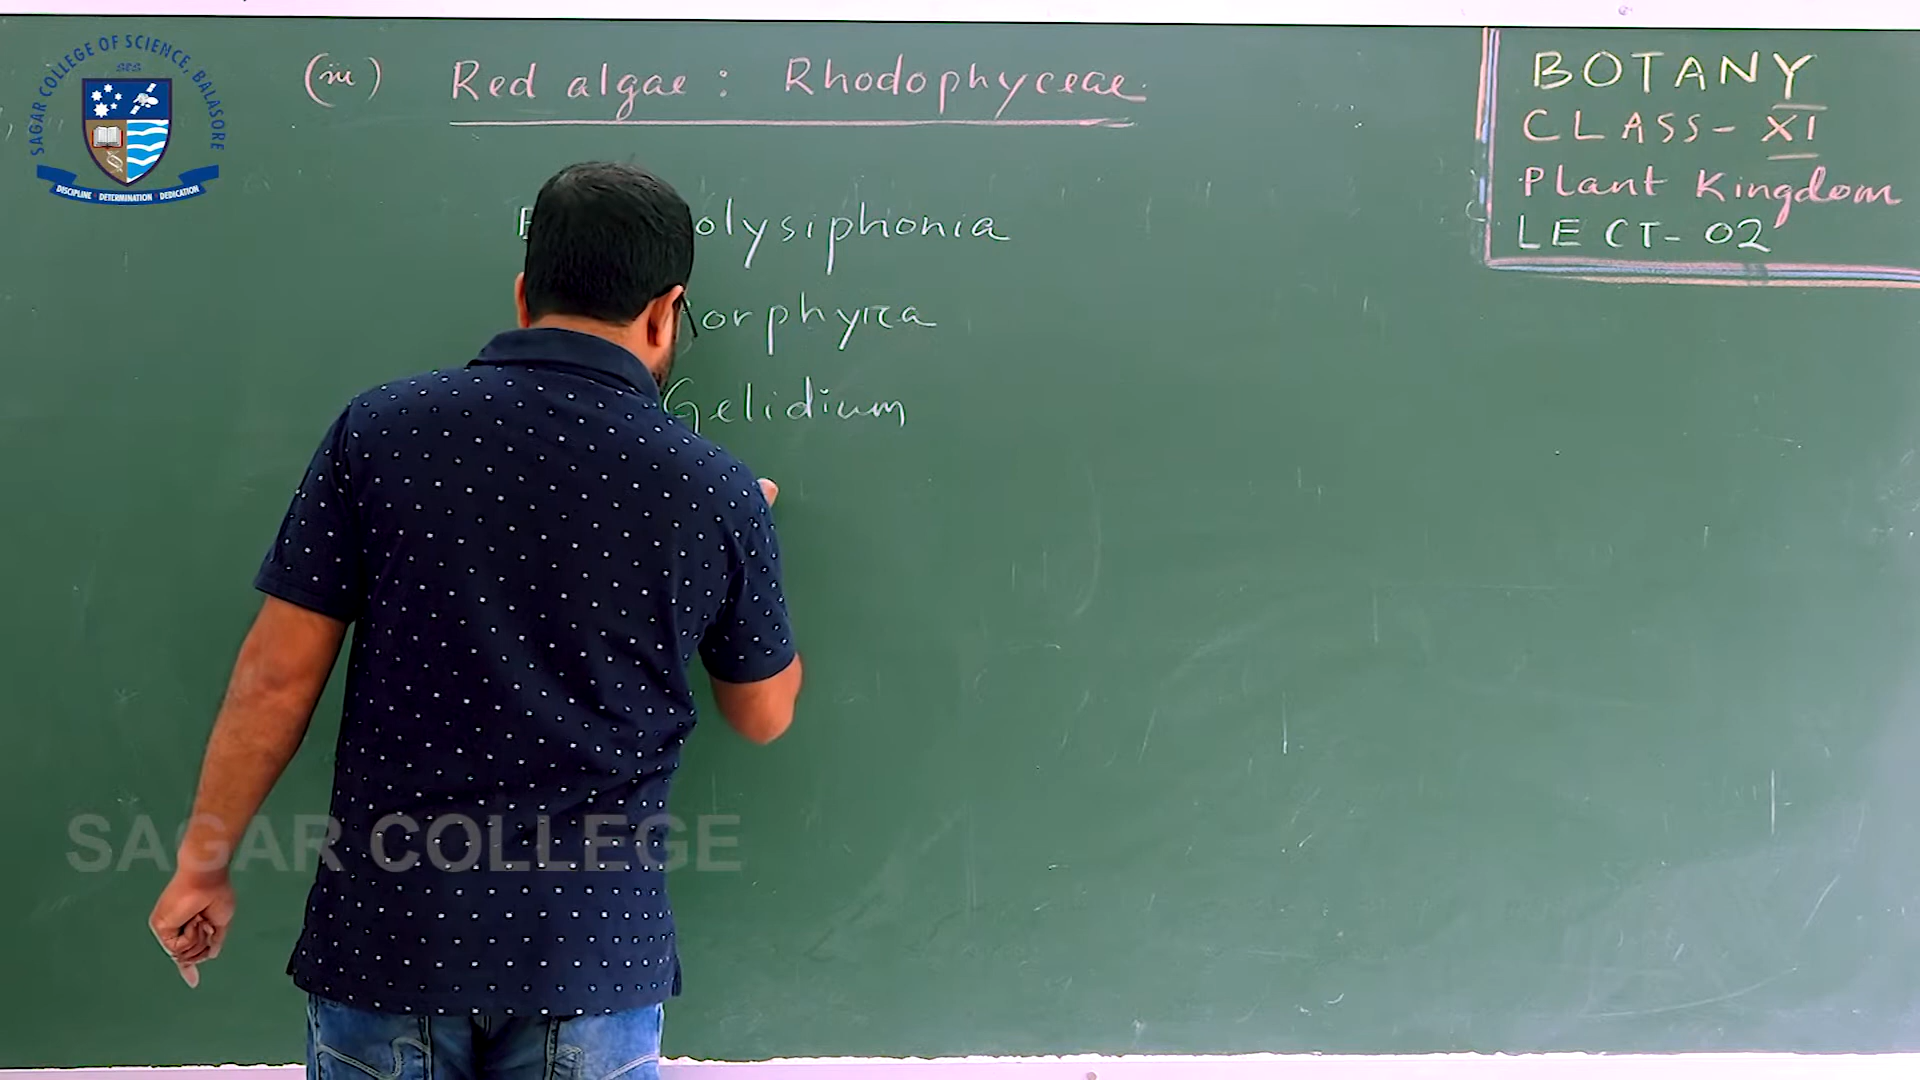 SAGAR COLLEGE OF SCIENCE, BALASORE
SCS
DISCIPLINE DETERMINATION DEDICATION
(iii) Red algae : Rhodophyceae.
olysiphonia
orphyra
Gelidium
BOTANY
CLASS- XI
Plant Kingdom
LECT- 02
SAGAR COLLEGE